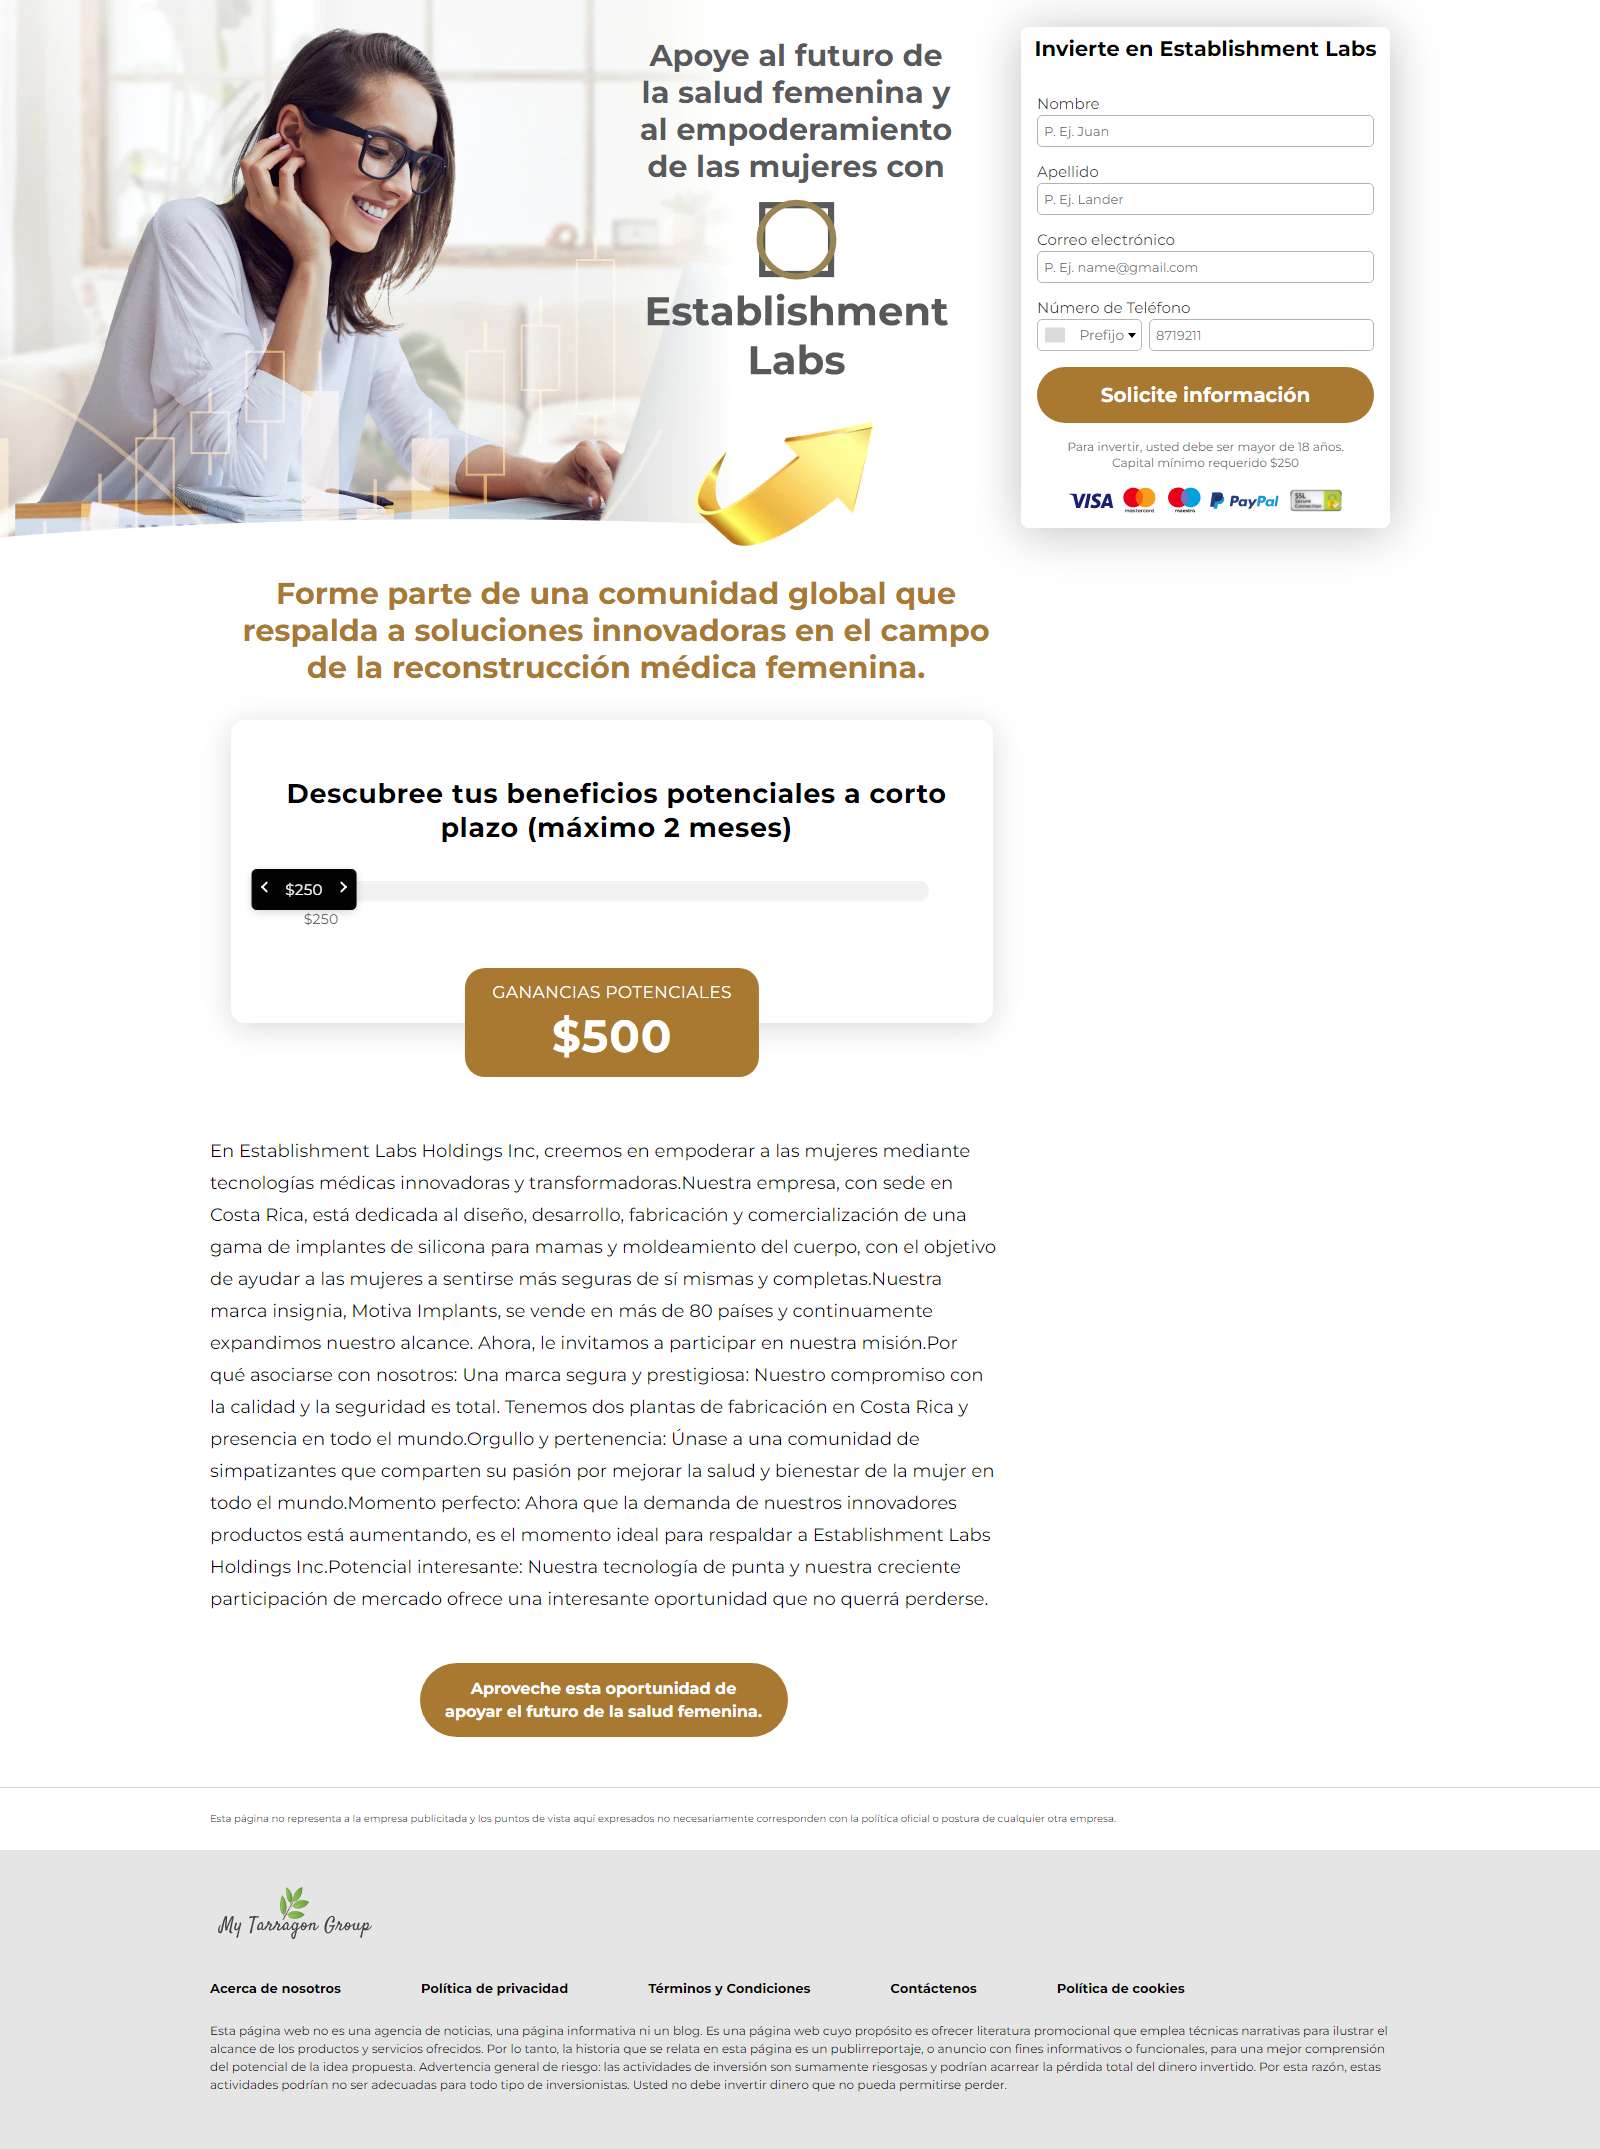 Apoye al futuro de
la salud femenina y
al empoderamiento
de las mujeres con
Establishment
Labs
Invierte en Establishment Labs
Nombre
P. Ej. Juan
Apellido
P. Ej. Lander
Correo electrónico
P. Ej. name@gmail.com
Número de Teléfono
Prefijo 8719211
Solicite información
Para invertir, usted debe ser mayor de 18 años.
Capital mínimo requerido $250
VISA mastercard maestro PayPal SSL Secure Connection
Forme parte de una comunidad global que
respalda a soluciones innovadoras en el campo
de la reconstrucción médica femenina.
Descubree tus beneficios potenciales a corto
plazo (máximo 2 meses)
$250
$250
GANANCIAS POTENCIALES
$500
En Establishment Labs Holdings Inc, creemos en empoderar a las mujeres mediante
tecnologías médicas innovadoras y transformadoras.Nuestra empresa, con sede en
Costa Rica, está dedicada al diseño, desarrollo, fabricación y comercialización de una
gama de implantes de silicona para mamas y moldeamiento del cuerpo, con el objetivo
de ayudar a las mujeres a sentirse más seguras de sí mismas y completas.Nuestra
marca insignia, Motiva Implants, se vende en más de 80 países y continuamente
expandimos nuestro alcance. Ahora, le invitamos a participar en nuestra misión.Por
qué asociarse con nosotros: Una marca segura y prestigiosa: Nuestro compromiso con
la calidad y la seguridad es total. Tenemos dos plantas de fabricación en Costa Rica y
presencia en todo el mundo.Orgullo y pertenencia: Únase a una comunidad de
simpatizantes que comparten su pasión por mejorar la salud y bienestar de la mujer en
todo el mundo.Momento perfecto: Ahora que la demanda de nuestros innovadores
productos está aumentando, es el momento ideal para respaldar a Establishment Labs
Holdings Inc.Potencial interesante: Nuestra tecnología de punta y nuestra creciente
participación de mercado ofrece una interesante oportunidad que no querrá perderse.
Aproveche esta oportunidad de
apoyar el futuro de la salud femenina.
Esta página no representa a la empresa publicitada y los puntos de vista aquí expresados no necesariamente corresponden con la política oficial o postura de cualquier otra empresa.
My Tarragon Group
Acerca de nosotros Política de privacidad Términos y Condiciones Contáctenos Política de cookies
Esta página web no es una agencia de noticias, una página informativa ni un blog. Es una página web cuyo propósito es ofrecer literatura promocional que emplea técnicas narrativas para ilustrar el
alcance de los productos y servicios ofrecidos. Por lo tanto, la historia que se relata en esta página es un publirreportaje, o anuncio con fines informativos o funcionales, para una mejor comprensión
del potencial de la idea propuesta. Advertencia general de riesgo: las actividades de inversión son sumamente riesgosas y podrían acarrear la pérdida total del dinero invertido. Por esta razón, estas
actividades podrían no ser adecuadas para todo tipo de inversionistas. Usted no debe invertir dinero que no pueda permitirse perder.